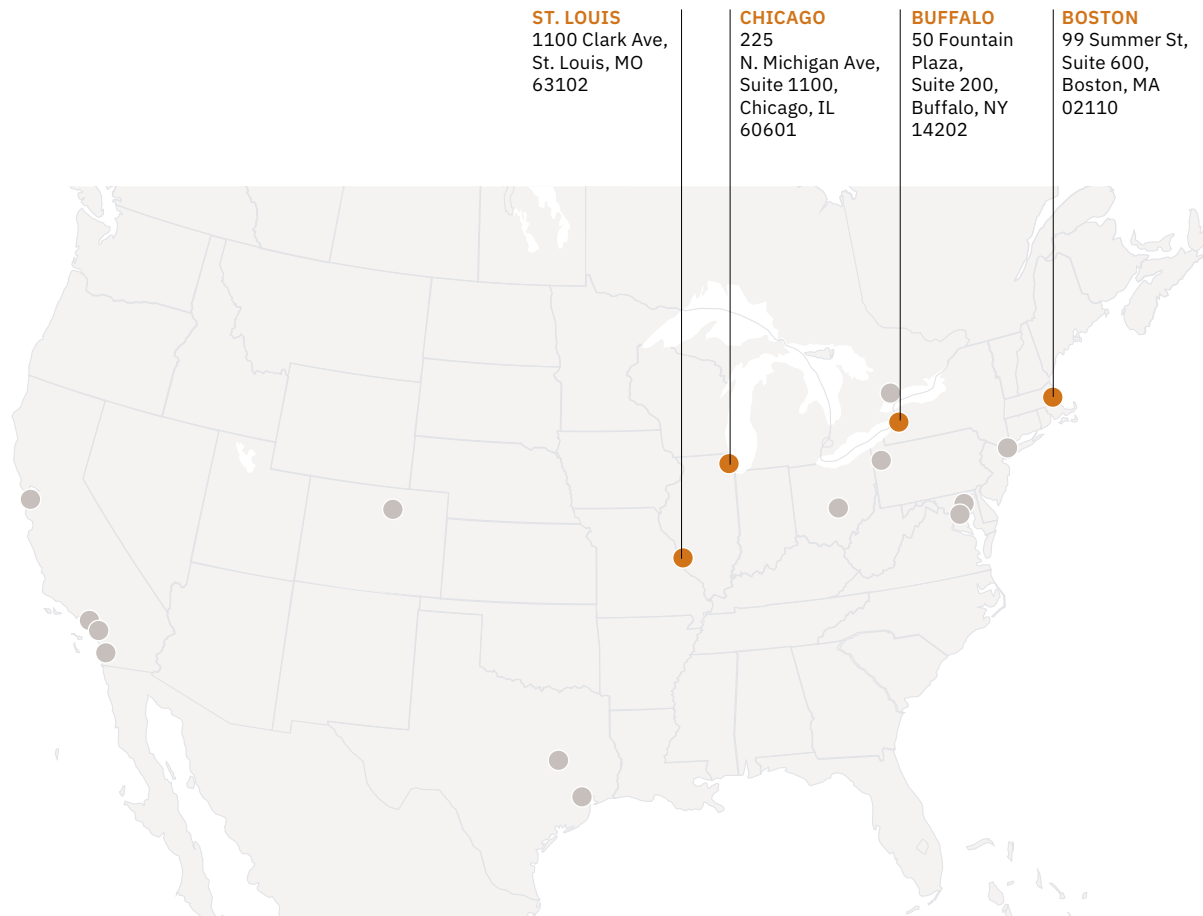 ST. LOUIS
1100 Clark Ave,
St. Louis, MO
63102
CHICAGO
225
N. Michigan Ave,
Suite 1100,
Chicago, IL
60601
BUFFALO
50 Fountain
Plaza,
Suite 200,
Buffalo, NY
14202
BOSTON
99 Summer St,
Suite 600,
Boston, MA
02110